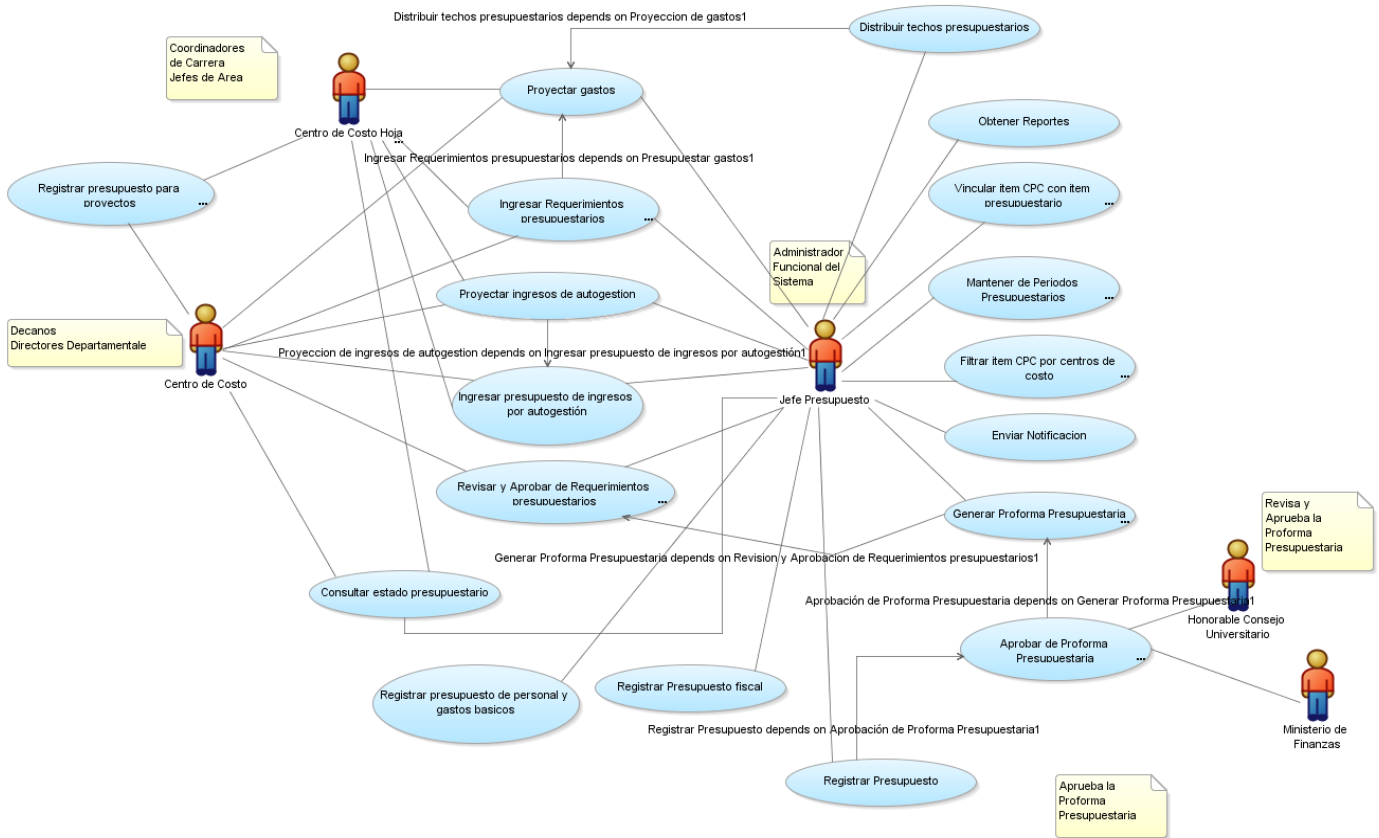 Distribuir techos presupuestarios depends on Proyeccion de gastos1
Distribuir techos presupuestarios
Coordinadores
de Carrera
Jefes de Area
Proyectar gastos
Centro de Costo Hoja
...
Obtener Reportes
Ingresar Requerimientos presupuestarios depends on Presupuestar gastos1
Registrar presupuesto para
proyectos
...
Ingresar Requerimientos
presupuestarios
...
Vincular item CPC con item
presupuestario
...
Administrador
Funcional del
Sistema
Proyectar ingresos de autogestion
Mantener de Periodos
Presupuestarios
...
Decanos
Directores Departamentale
Centro de Costo
Proyeccion de ingresos de autogestion depends on Ingresar presupuesto de ingresos por autogestión1
Filtrar item CPC por centros de
costo
...
Ingresar presupuesto de ingresos
por autogestión
Jefe Presupuesto
Enviar Notificacion
Revisar y Aprobar de Requerimientos
presupuestarios
...
Generar Proforma Presupuestaria
...
Revisa y
Aprueba la
Proforma
Presupuestaria
Generar Proforma Presupuestaria depends on Revision y Aprobacion de Requerimientos presupuestarios1
Consultar estado presupuestario
Aprobación de Proforma Presupuestaria depends on Generar Proforma Presupuestaria1
Honorable Consejo
Universitario
Aprobar de Proforma
Presupuestaria
...
Registrar presupuesto de personal y
gastos basicos
Registrar Presupuesto fiscal
Registrar Presupuesto depends on Aprobación de Proforma Presupuestaria1
Ministerio de
Finanzas
Registrar Presupuesto
Aprueba la
Proforma
Presupuestaria